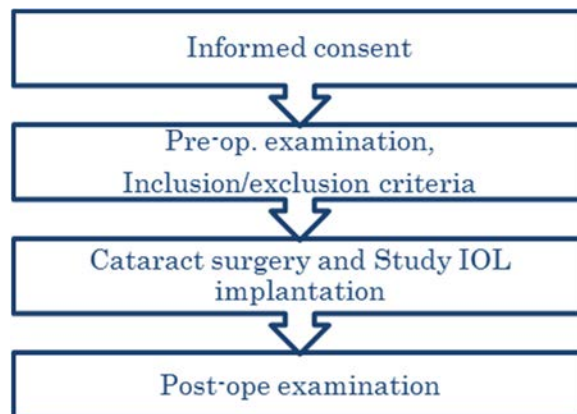 Informed consent
Pre-op. examination,
Inclusion/exclusion criteria
Cataract surgery and Study IOL
implantation
Post-ope examination